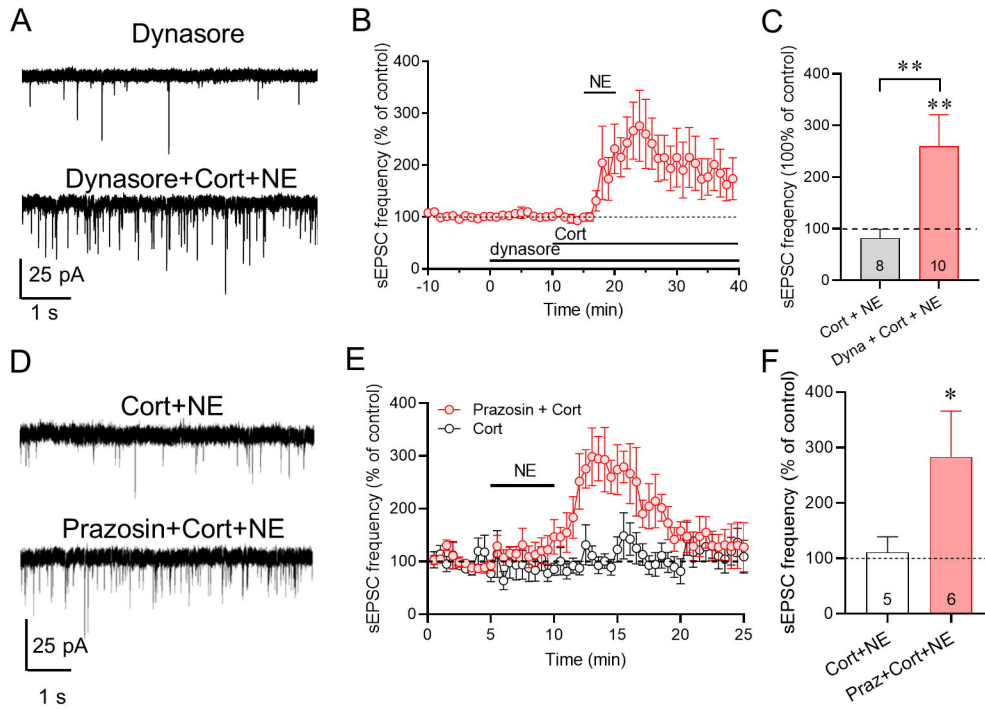 A
Dynasore
Dynasore+Cort+NE
25 pA
1 s
B
sEPSC frequency (% of control)
400
300
200
100
0
NE
Cort
dynasore
-10
0
10
20
30
40
Time (min)
C
sEPSC freqency (100% of control)
400
300
200
100
0
**
**
8
10
Cort + NE
Dyna + Cort + NE
D
Cort+NE
Prazosin+Cort+NE
25 pA
1 s
E
sEPSC frequency (% of control)
400
300
200
100
0
Prazosin + Cort
Cort
NE
0
5
10
15
20
25
Time (min)
F
sEPSC freqency (% of control)
400
300
200
100
0
*
5
6
Cort+NE
Praz+Cort+NE